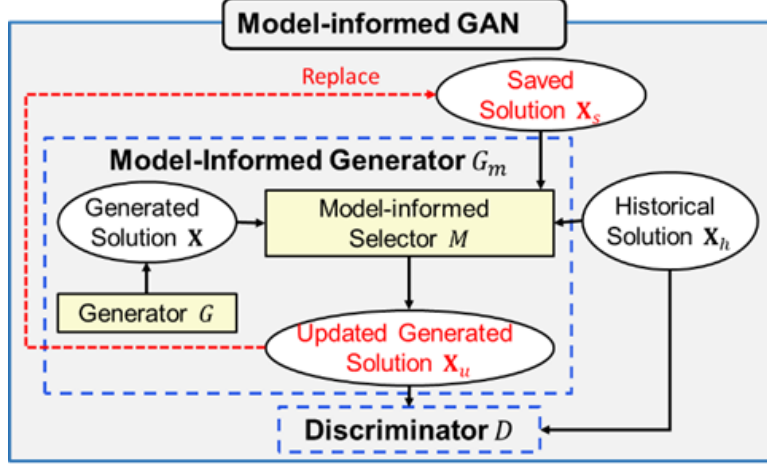 Model-informed GAN
Replace
Saved
Solution Xₛ
Model-Informed Generator Gₘ
Generated
Solution X
Model-informed
Selector M
Historical
Solution Xₕ
Generator G
Updated Generated
Solution Xᵤ
Discriminator D